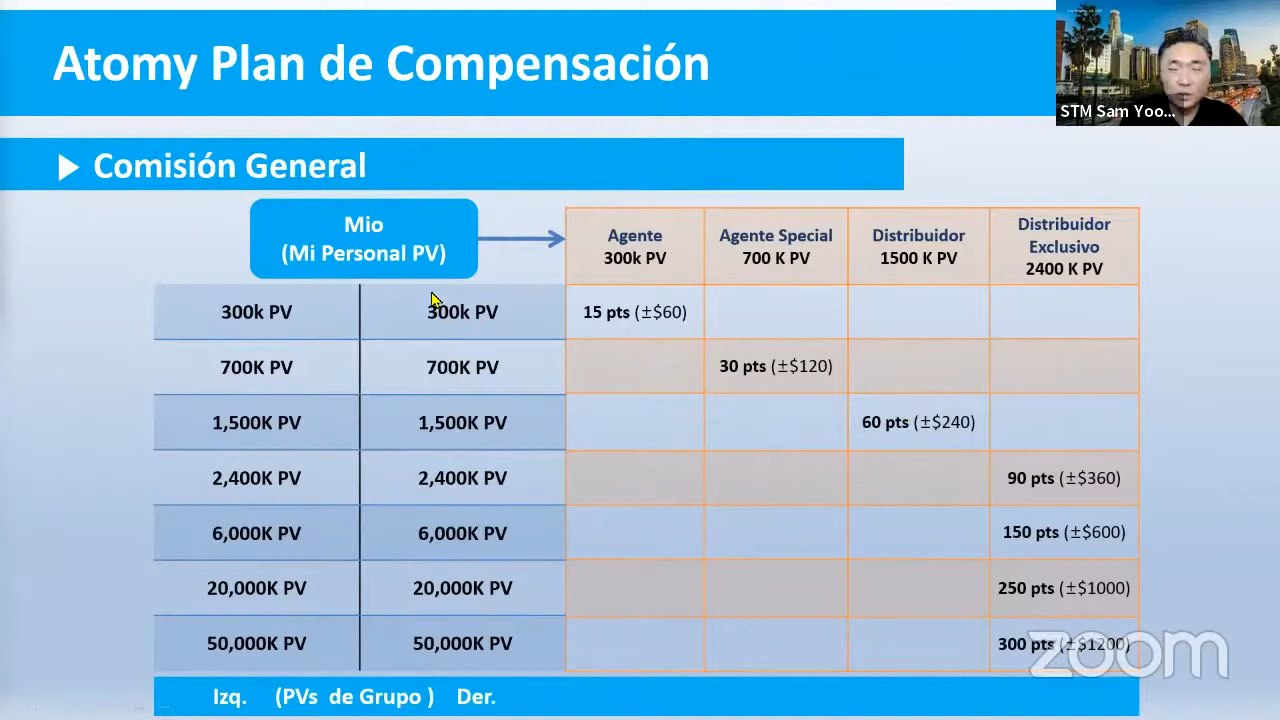 Atomy Plan de Compensación
STM Sam Yoo...
Comisión General
Mio
(Mi Personal PV)
Agente
300k PV
Agente Special
700 K PV
Distribuidor
1500 K PV
Distribuidor
Exclusivo
2400 K PV
300k PV 300k PV 15 pts (±$60)
700K PV 700K PV 30 pts (±$120)
1,500K PV 1,500K PV 60 pts (±$240)
2,400K PV 2,400K PV 90 pts (±$360)
6,000K PV 6,000K PV 150 pts (±$600)
20,000K PV 20,000K PV 250 pts (±$1000)
50,000K PV 50,000K PV 300 pts (±$1200)
zoom
Izq. (PVs de Grupo ) Der.